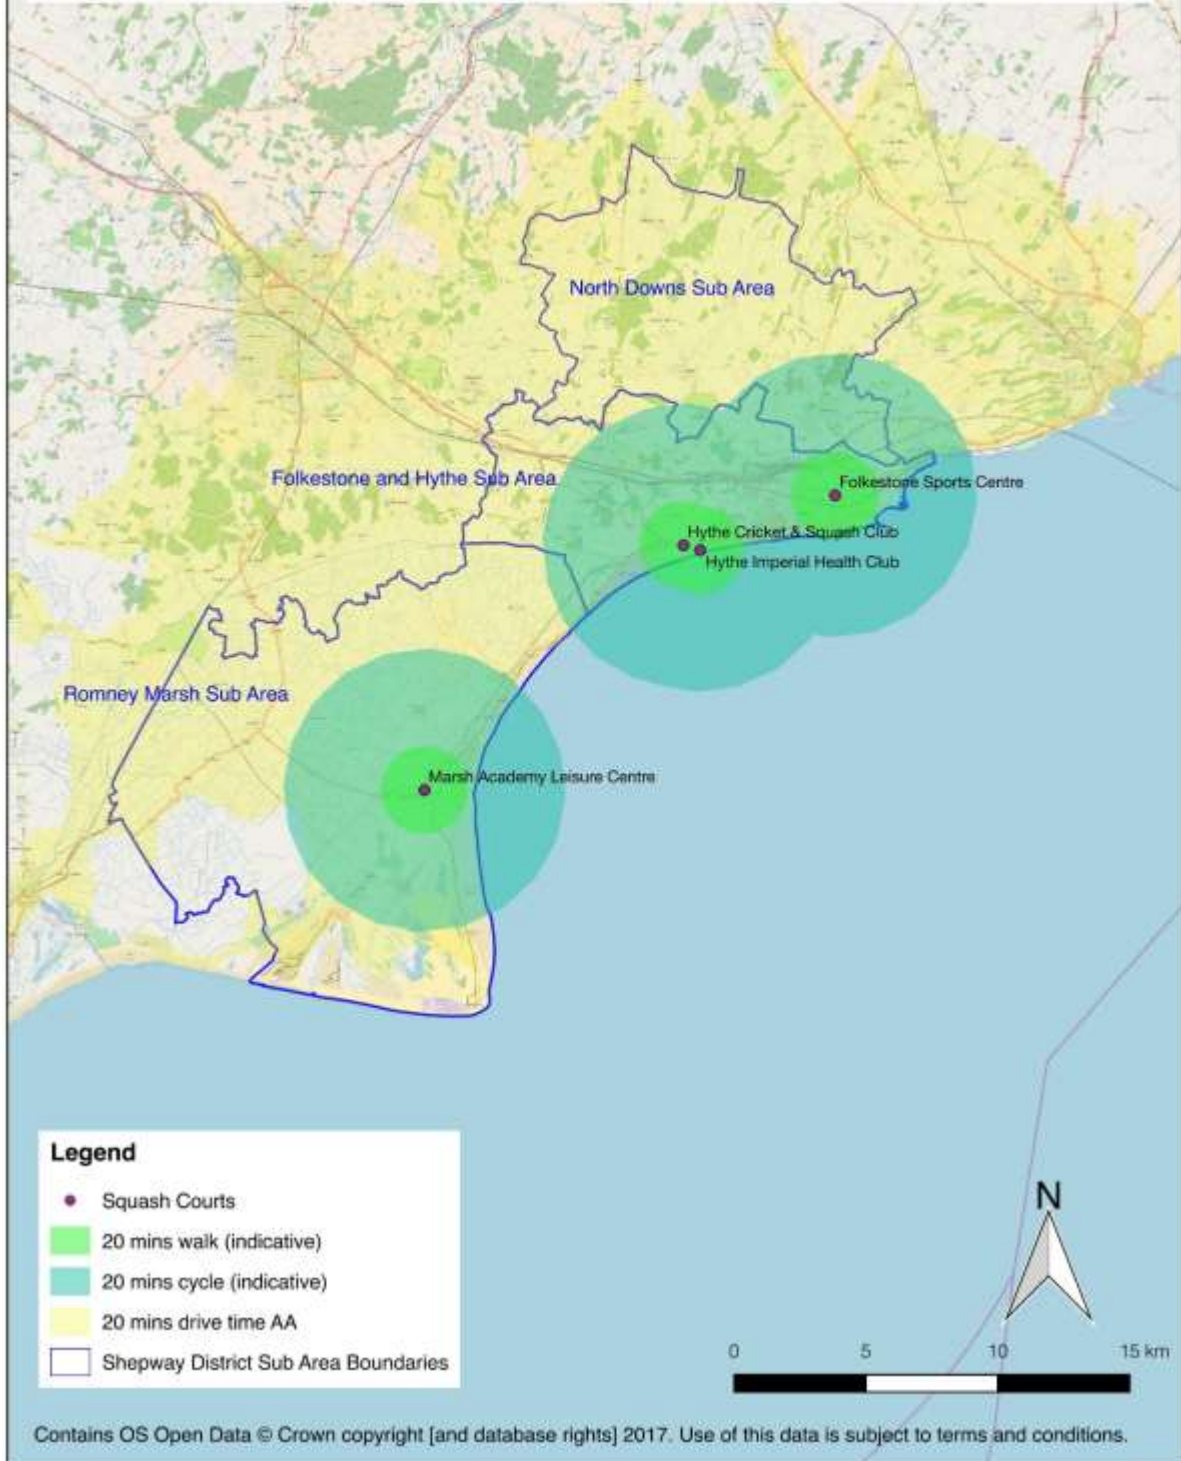 North Downs Sub Area
Folkestone and Hythe Sub Area
Folkestone Sports Centre
Hythe Cricket & Squash Club
Hythe Imperial Health Club
Romney Marsh Sub Area
Marsh Academy Leisure Centre
Legend
Squash Courts
20 mins walk (indicative)
20 mins cycle (indicative)
20 mins drive time AA
Shepway District Sub Area Boundaries
N
0 5 10 15 km
Contains OS Open Data © Crown copyright [and database rights] 2017. Use of this data is subject to terms and conditions.